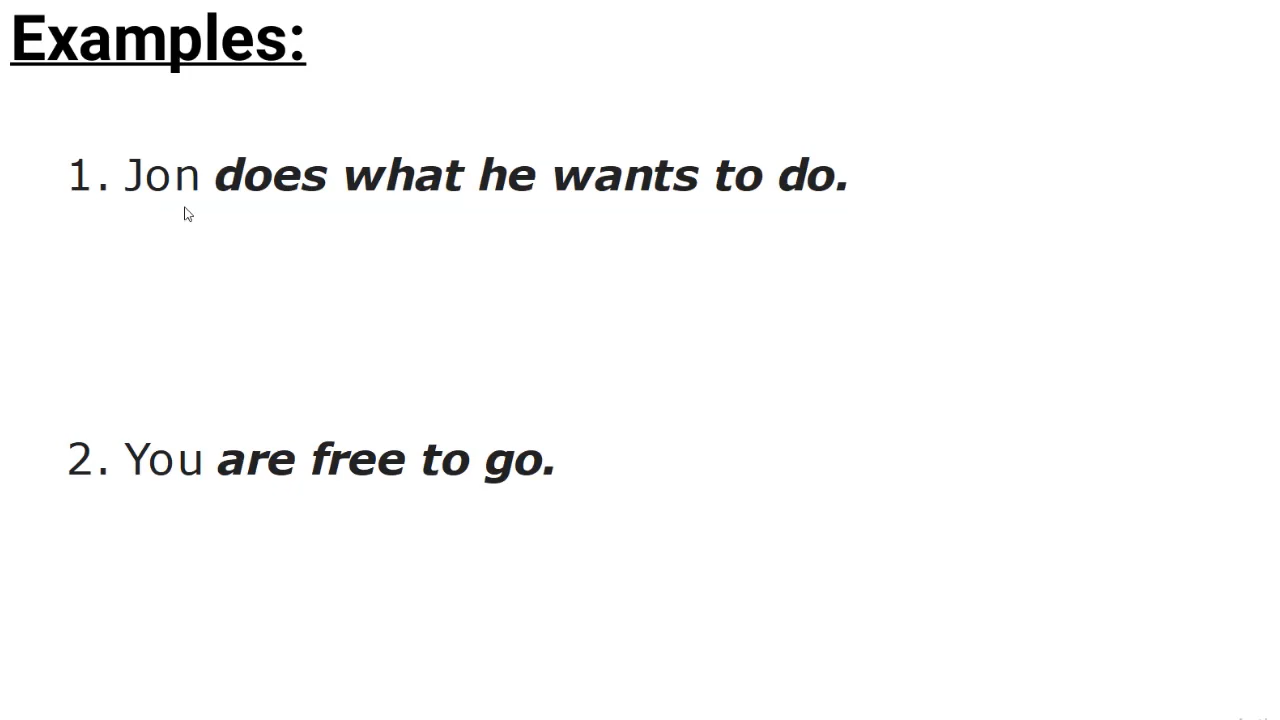 Examples:
1. Jon does what he wants to do.
2. You are free to go.